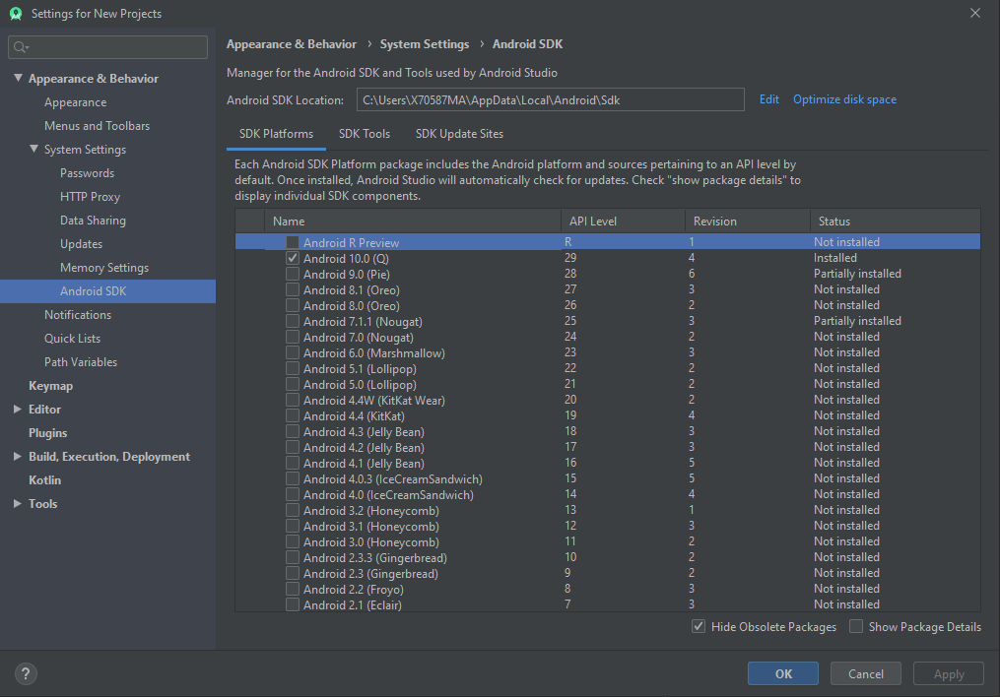 Settings for New Projects
Appearance & Behavior
Appearance
Menus and Toolbars
System Settings
Passwords
HTTP Proxy
Data Sharing
Updates
Memory Settings
Android SDK
Notifications
Quick Lists
Path Variables
Keymap
Editor
Plugins
Build, Execution, Deployment
Kotlin
Tools
Appearance & Behavior › System Settings › Android SDK
Manager for the Android SDK and Tools used by Android Studio
Android SDK Location: C:\Users\X70587MA\AppData\Local\Android\Sdk Edit Optimize disk space
SDK Platforms SDK Tools SDK Update Sites
Each Android SDK Platform package includes the Android platform and sources pertaining to an API level by
default. Once installed, Android Studio will automatically check for updates. Check "show package details" to
display individual SDK components.
Name API Level Revision Status
Android R Preview R 1 Not installed
Android 10.0 (Q) 29 4 Installed
Android 9.0 (Pie) 28 6 Partially installed
Android 8.1 (Oreo) 27 3 Not installed
Android 8.0 (Oreo) 26 2 Not installed
Android 7.1.1 (Nougat) 25 3 Partially installed
Android 7.0 (Nougat) 24 2 Not installed
Android 6.0 (Marshmallow) 23 3 Not installed
Android 5.1 (Lollipop) 22 2 Not installed
Android 5.0 (Lollipop) 21 2 Not installed
Android 4.4W (KitKat Wear) 20 2 Not installed
Android 4.4 (KitKat) 19 4 Not installed
Android 4.3 (Jelly Bean) 18 3 Not installed
Android 4.2 (Jelly Bean) 17 3 Not installed
Android 4.1 (Jelly Bean) 16 5 Not installed
Android 4.0.3 (IceCreamSandwich) 15 5 Not installed
Android 4.0 (IceCreamSandwich) 14 4 Not installed
Android 3.2 (Honeycomb) 13 1 Not installed
Android 3.1 (Honeycomb) 12 3 Not installed
Android 3.0 (Honeycomb) 11 2 Not installed
Android 2.3.3 (Gingerbread) 10 2 Not installed
Android 2.3 (Gingerbread) 9 2 Not installed
Android 2.2 (Froyo) 8 3 Not installed
Android 2.1 (Eclair) 7 3 Not installed
Hide Obsolete Packages Show Package Details
? OK Cancel Apply